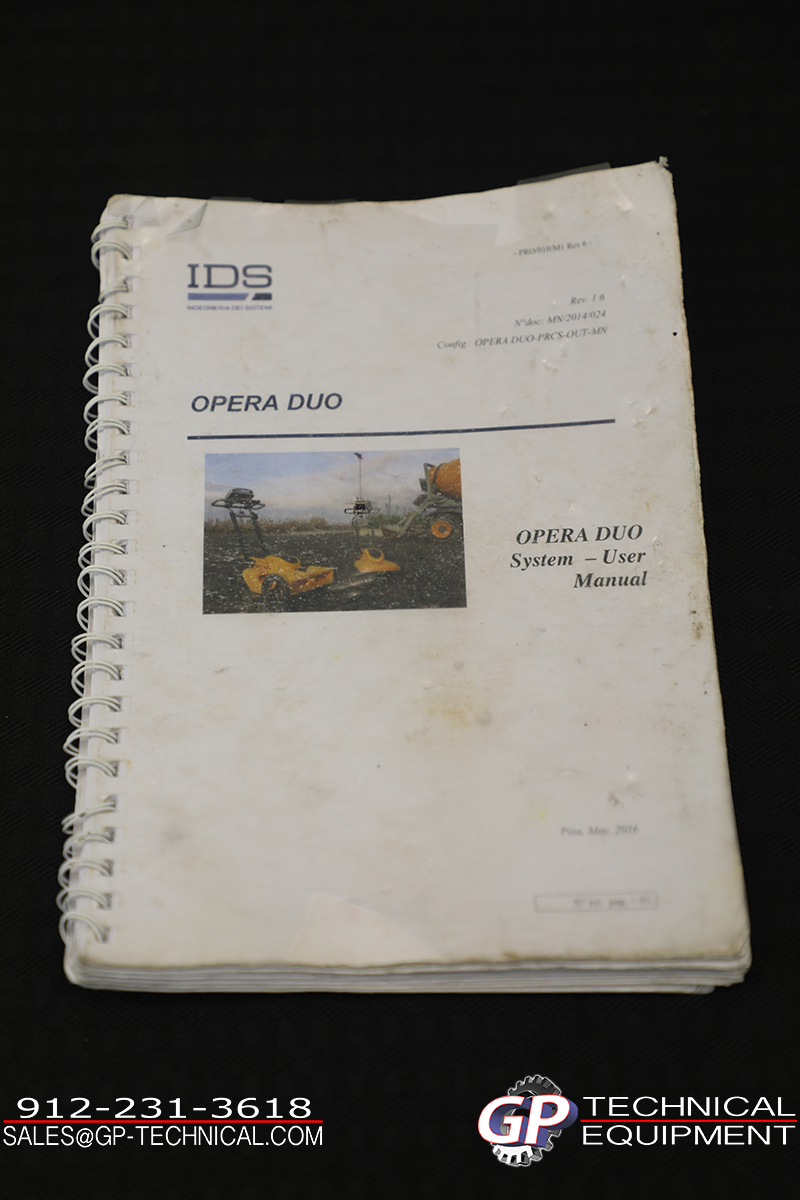 - PRO/010/M1 Rev 6 -
IDS
INGEGNERIA DEI SISTEMI
Rev. 1.6
N°doc: MN/2014/024
Config.: OPERA DUO-PRCS-OUT-MN
OPERA DUO
OPERA DUO
System – User
Manual
Pisa, May, 2016
912-231-3618
SALES@GP-TECHNICAL.COM
GP TECHNICAL
EQUIPMENT